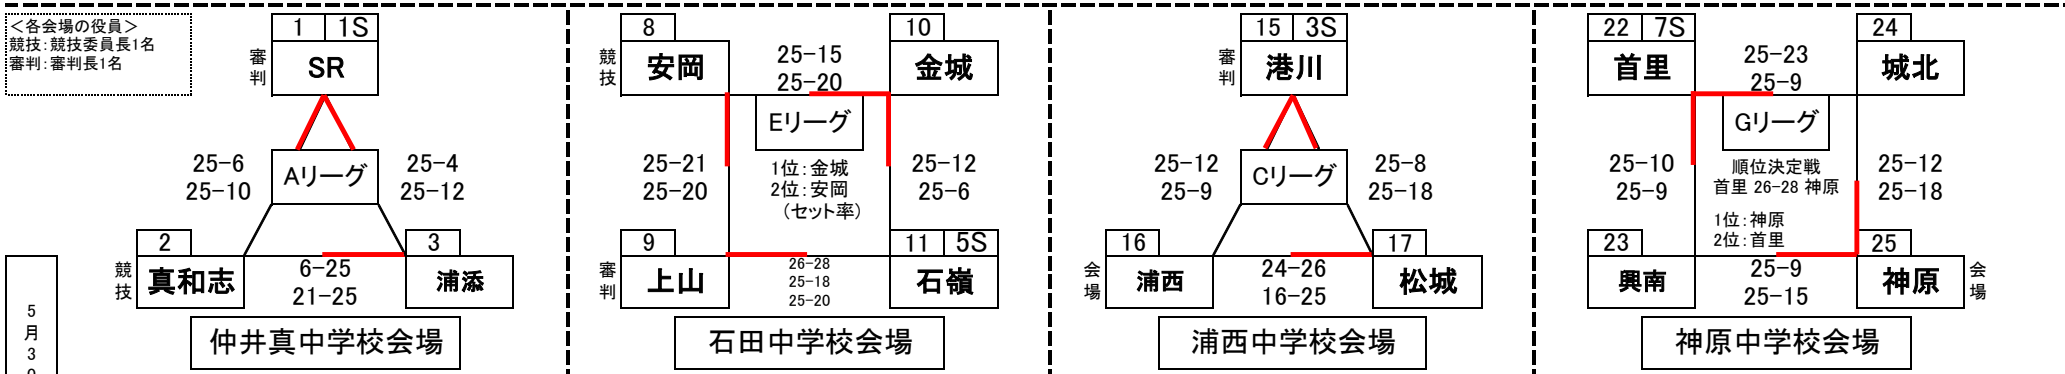 <各会場の役員>
競技:競技委員長1名
審判:審判長1名
1 1S
審判
SR
25-6
25-10
Aリーグ
25-4
25-12
2
競技
真和志
6-25
21-25
3
浦添
仲井真中学校会場
8
競技
安岡
25-15
25-20
10
金城
Eリーグ
25-21
25-20
1位:金城
2位:安岡
(セット率)
25-12
25-6
9
審判
上山
26-28
25-18
25-20
11 5S
石嶺
石田中学校会場
15 3S
審判
港川
25-12
25-9
Cリーグ
25-8
25-18
16
会場
浦西
24-26
16-25
17
松城
浦西中学校会場
22 7S
首里
25-23
25-9
24
城北
Gリーグ
25-10
25-9
順位決定戦
首里 26-28 神原
1位:神原
2位:首里
25-12
25-18
23
興南
25-9
25-15
25
神原
会場
神原中学校会場
5月3